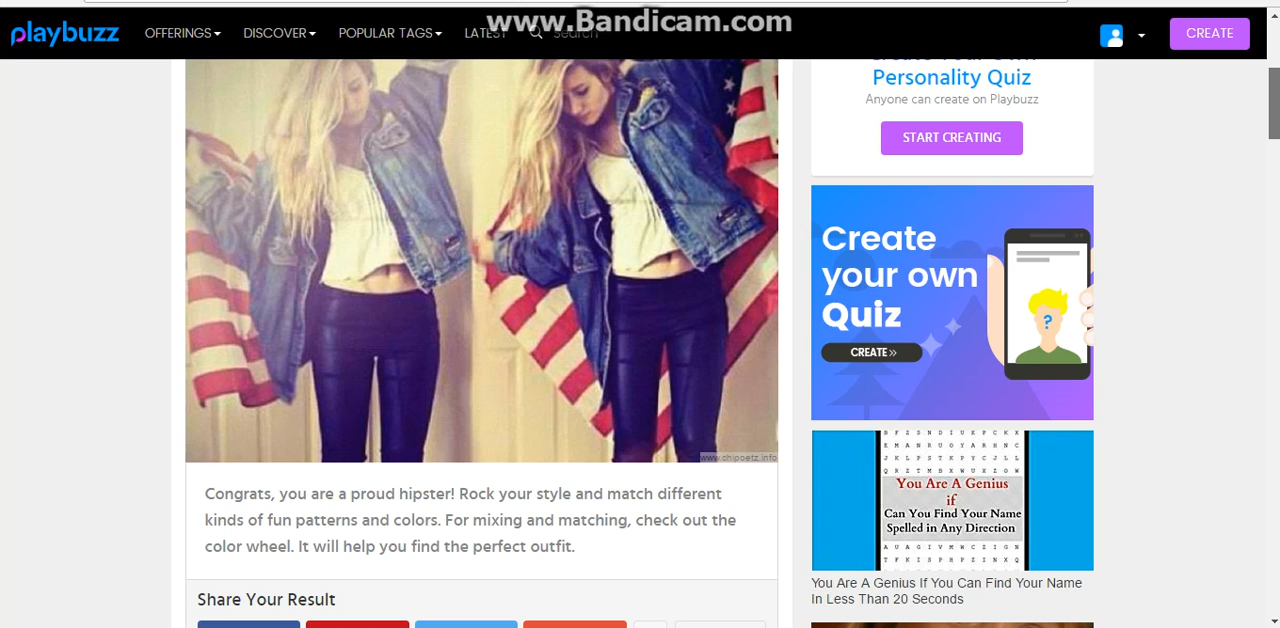 www.Bandicam.com
playbuzz
OFFERINGS
DISCOVER
POPULAR TAGS
LATEST
Search
CREATE
Create Your Own
Personality Quiz
Anyone can create on Playbuzz
START CREATING
www.chipoetz.info
Congrats, you are a proud hipster! Rock your style and match different
kinds of fun patterns and colors. For mixing and matching, check out the
color wheel. It will help you find the perfect outfit.
Share Your Result
Create
your own
Quiz
CREATE»
?
You Are A Genius
if
Can You Find Your Name
Spelled in Any Direction
You Are A Genius If You Can Find Your Name
In Less Than 20 Seconds